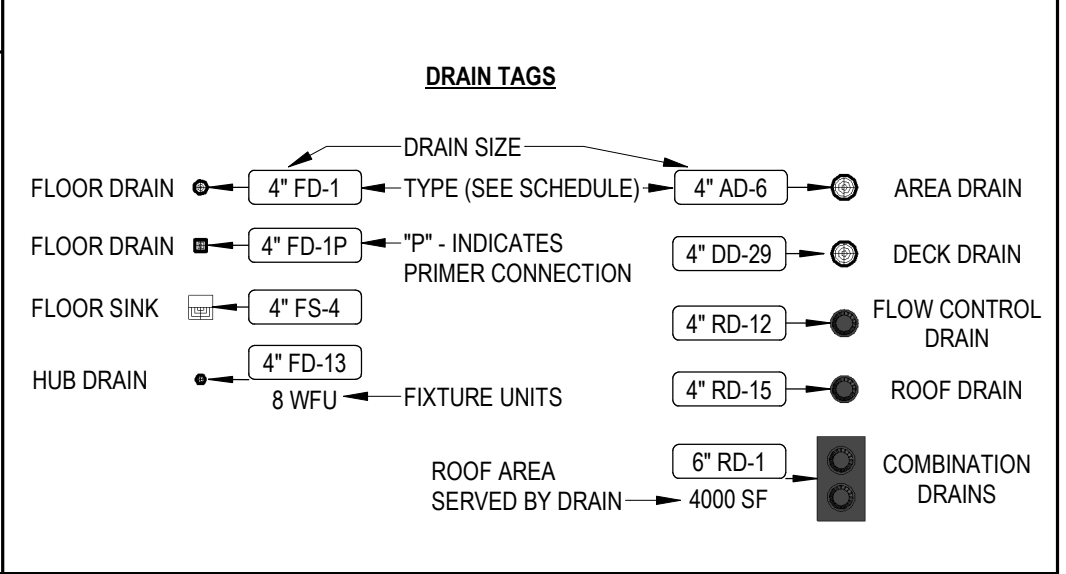 DRAIN TAGS
DRAIN SIZE
FLOOR DRAIN 4" FD-1 TYPE (SEE SCHEDULE) 4" AD-6 AREA DRAIN
FLOOR DRAIN 4" FD-1P "P" - INDICATES
PRIMER CONNECTION
4" DD-29 DECK DRAIN
FLOOR SINK 4" FS-4
4" RD-12 FLOW CONTROL
DRAIN
HUB DRAIN 4" FD-13
8 WFU FIXTURE UNITS
4" RD-15 ROOF DRAIN
ROOF AREA
SERVED BY DRAIN
6" RD-1
4000 SF
COMBINATION
DRAINS